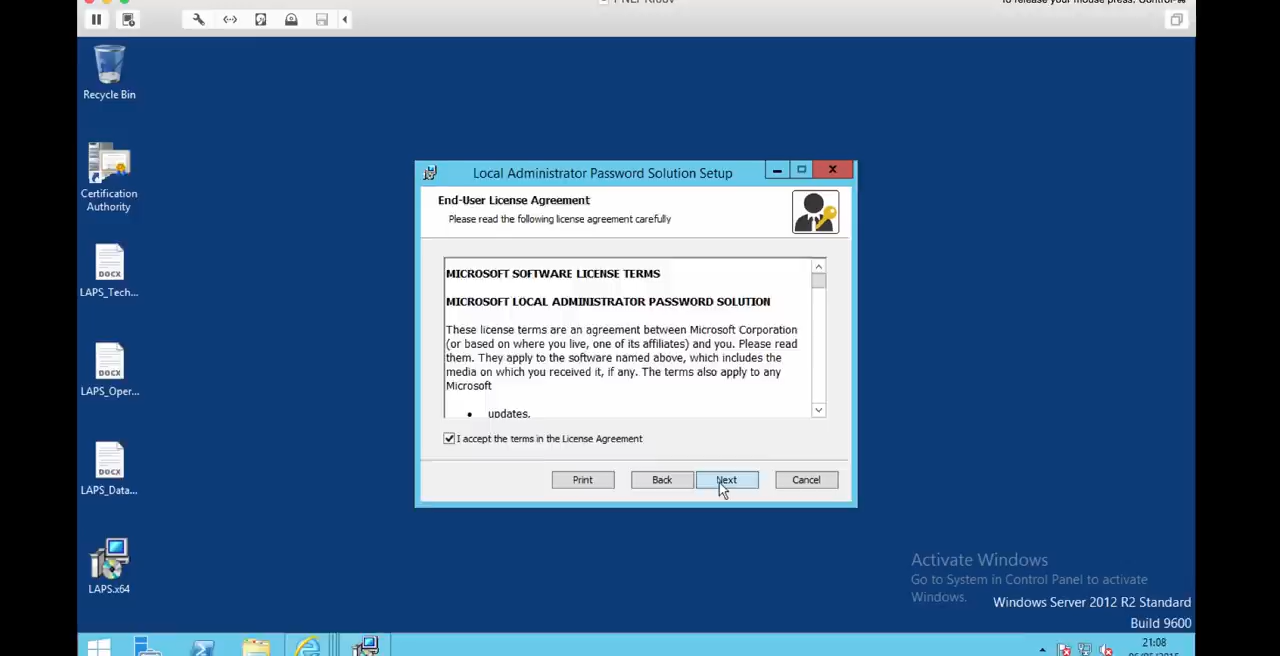 To release your mouse press: Control-⌘
Recycle Bin
Certification
Authority
LAPS_Tech...
LAPS_Oper...
LAPS_Data...
LAPS.x64
Local Administrator Password Solution Setup
End-User License Agreement
Please read the following license agreement carefully
MICROSOFT SOFTWARE LICENSE TERMS
MICROSOFT LOCAL ADMINISTRATOR PASSWORD SOLUTION
These license terms are an agreement between Microsoft Corporation
(or based on where you live, one of its affiliates) and you. Please read
them. They apply to the software named above, which includes the
media on which you received it, if any. The terms also apply to any
Microsoft
• updates,
I accept the terms in the License Agreement
Print Back Next Cancel
Activate Windows
Go to System in Control Panel to activate
Windows.
Windows Server 2012 R2 Standard
Build 9600
21:08